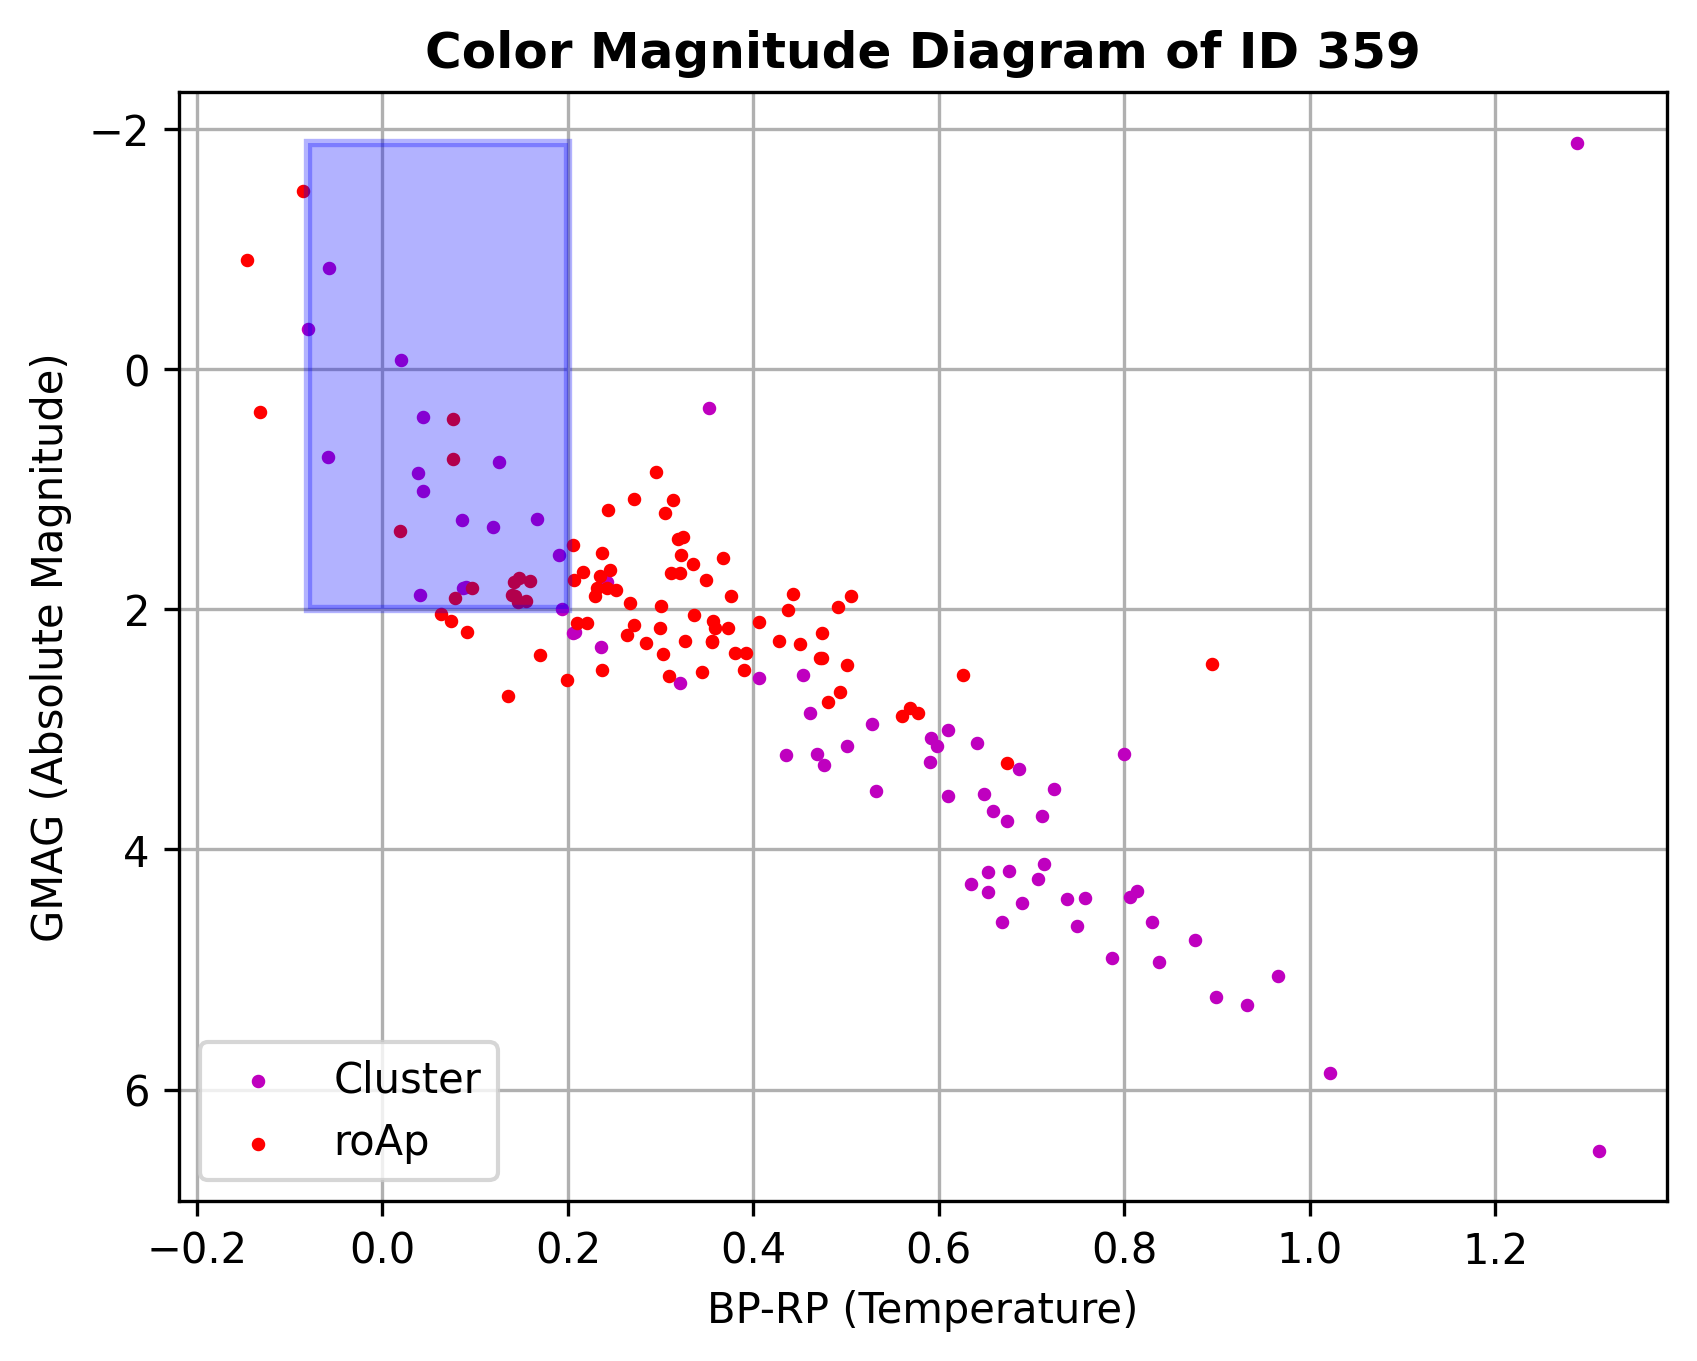 Color Magnitude Diagram of ID 359
GMAG (Absolute Magnitude)
−2
0
2
4
6
Cluster
roAp
−0.2 0.0 0.2 0.4 0.6 0.8 1.0 1.2
BP-RP (Temperature)